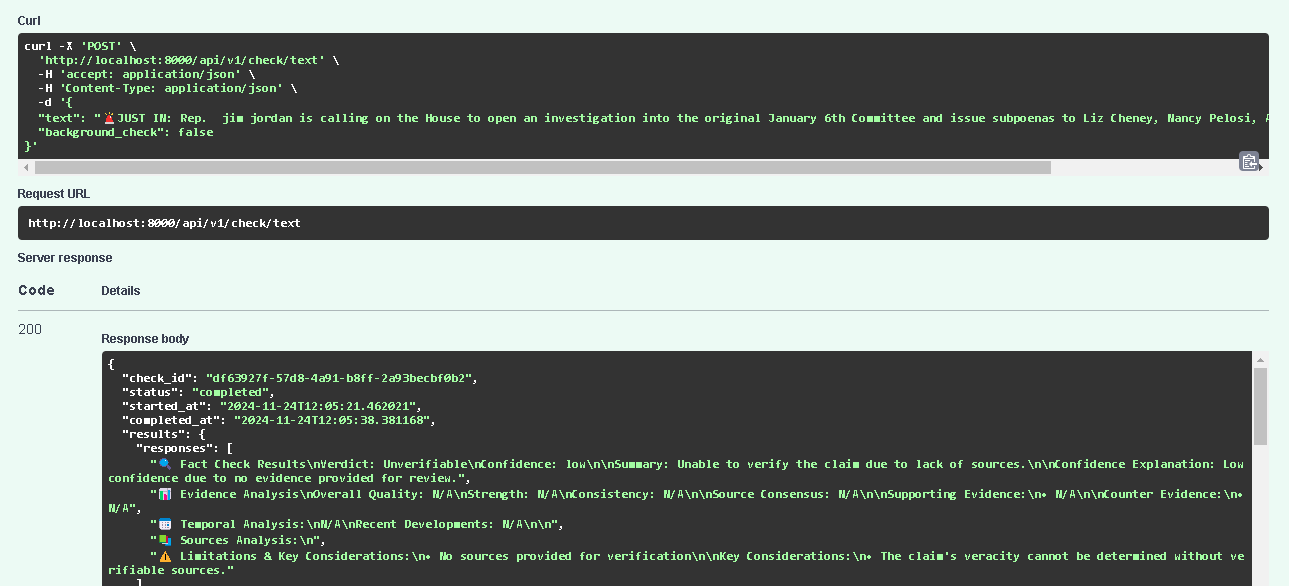 Curl
curl -X 'POST' \
'http://localhost:8000/api/v1/check/text' \
-H 'accept: application/json' \
-H 'Content-Type: application/json' \
-d '{
"text": "🚨JUST IN: Rep.  jim jordan is calling on the House to open an investigation into the original January 6th Committee and issue subpoenas to Liz Cheney, Nancy Pelosi, A
"background_check": false
}'
Request URL
http://localhost:8000/api/v1/check/text
Server response
Code Details
200
Response body
{
"check_id": "df63927f-57d8-4a91-b8ff-2a93becbf0b2",
"status": "completed",
"started_at": "2024-11-24T12:05:21.462021",
"completed_at": "2024-11-24T12:05:38.381168",
"results": {
"responses": [
"🔍 Fact Check Results\nVerdict: Unverifiable\nConfidence: low\n\nSummary: Unable to verify the claim due to lack of sources.\n\nConfidence Explanation: Low
confidence due to no evidence provided for review.",
"📊 Evidence Analysis\nOverall Quality: N/A\nStrength: N/A\nConsistency: N/A\n\nSource Consensus: N/A\n\nSupporting Evidence:\n• N/A\n\nCounter Evidence:\n•
N/A",
"📅 Temporal Analysis:\nN/A\nRecent Developments: N/A\n\n",
"📚 Sources Analysis:\n",
"⚠️ Limitations & Key Considerations:\n• No sources provided for verification\n\nKey Considerations:\n• The claim's veracity cannot be determined without ve
rifiable sources."
]